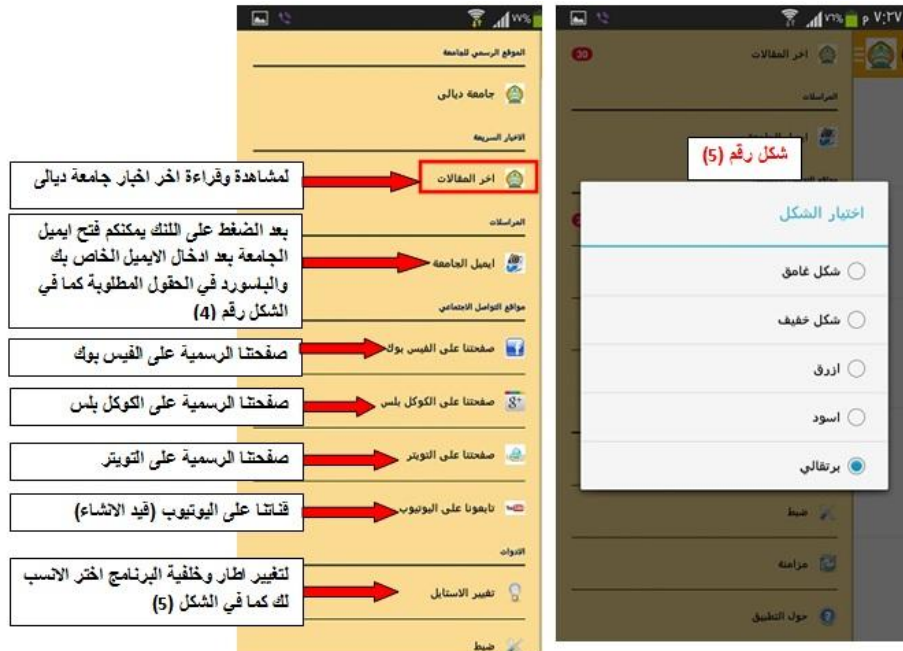 ٧٧%
الموقع الرسمي للجامعة
جامعة ديالى
الاخبار السريعة
اخر المقالات
المراسلات
ايميل الجامعة
مواقع التواصل الاجتماعي
صفحتنا على الفيس بوك
صفحتنا على الكوكل بلس
صفحتنا على التويتر
تابعونا على اليوتيوب
الادوات
تغيير الاستايل
ضبط
لمشاهدة وقراءة اخر اخبار جامعة ديالى
بعد الضغط على اللنك يمكنكم فتح ايميل
الجامعة بعد ادخال الايميل الخاص بك
والباسورد في الحقول المطلوبة كما في
الشكل رقم (4)
صفحتنا الرسمية على الفيس بوك
صفحتنا الرسمية على الكوكل بلس
صفحتنا الرسمية على التويتر
قناتنا على اليوتيوب (قيد الانشاء)
لتغيير اطار وخلفية البرنامج اختر الانسب
لك كما في الشكل (5)
٧:٢٧ م
٧٦%
اخر المقالات
30
المراسلات
شكل رقم (5)
اختيار الشكل
شكل غامق
شكل خفيف
ازرق
اسود
برتقالي
ضبط
مزامنة
حول التطبيق